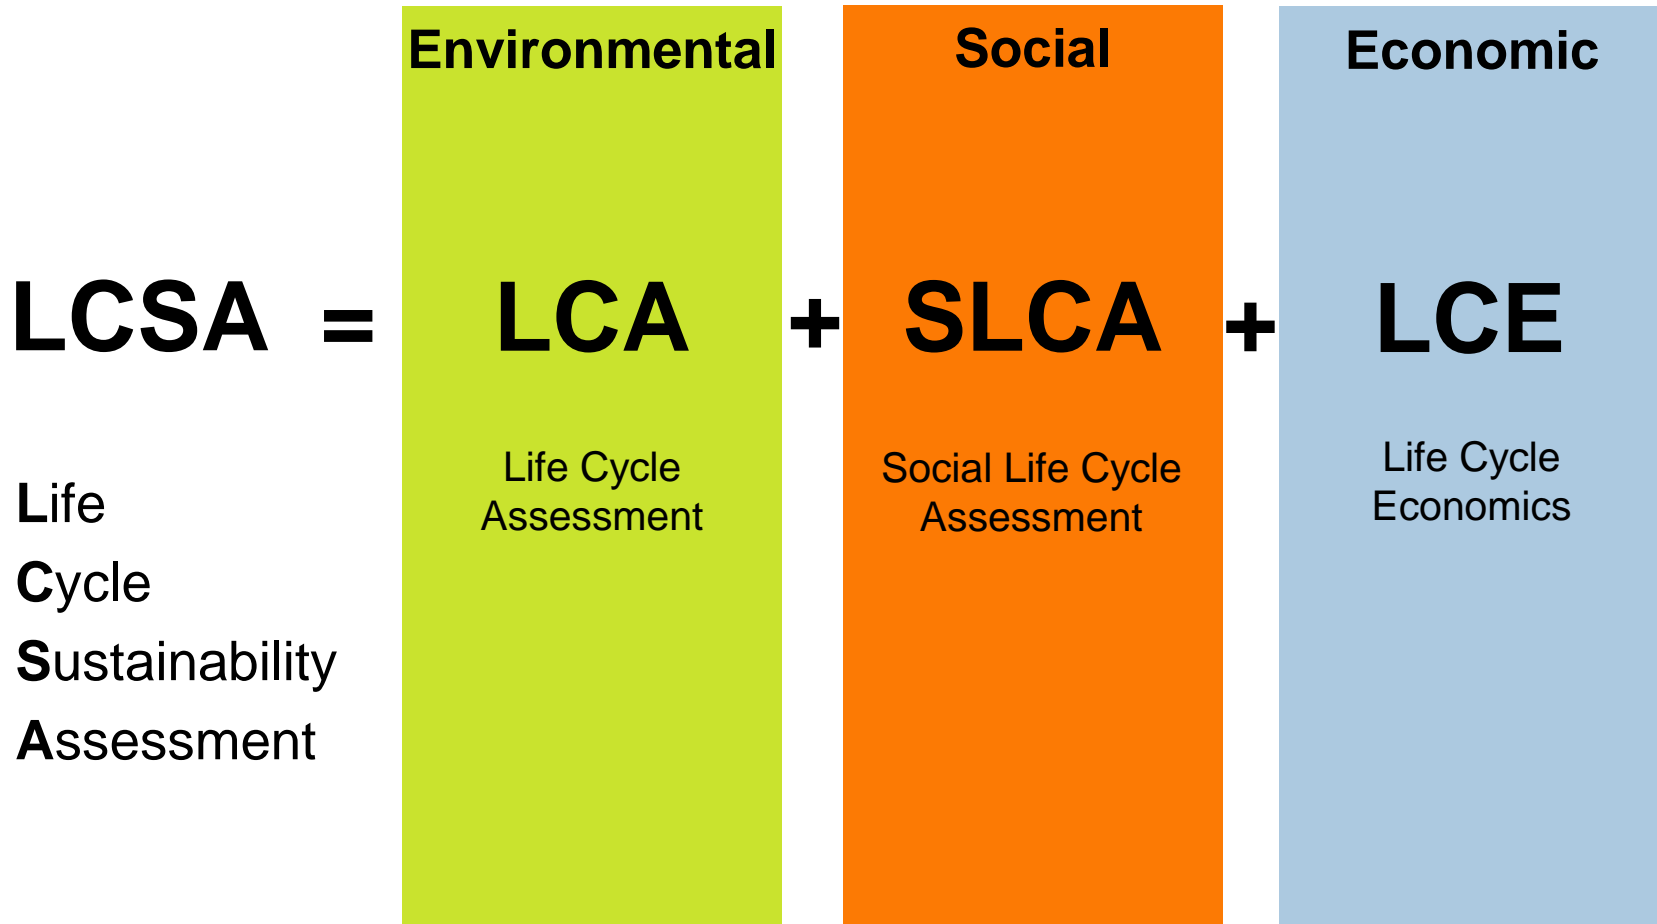 Environmental
Social
Economic
LCSA = LCA + SLCA + LCE
Life
Cycle
Sustainability
Assessment
Life Cycle
Assessment
Social Life Cycle
Assessment
Life Cycle
Economics